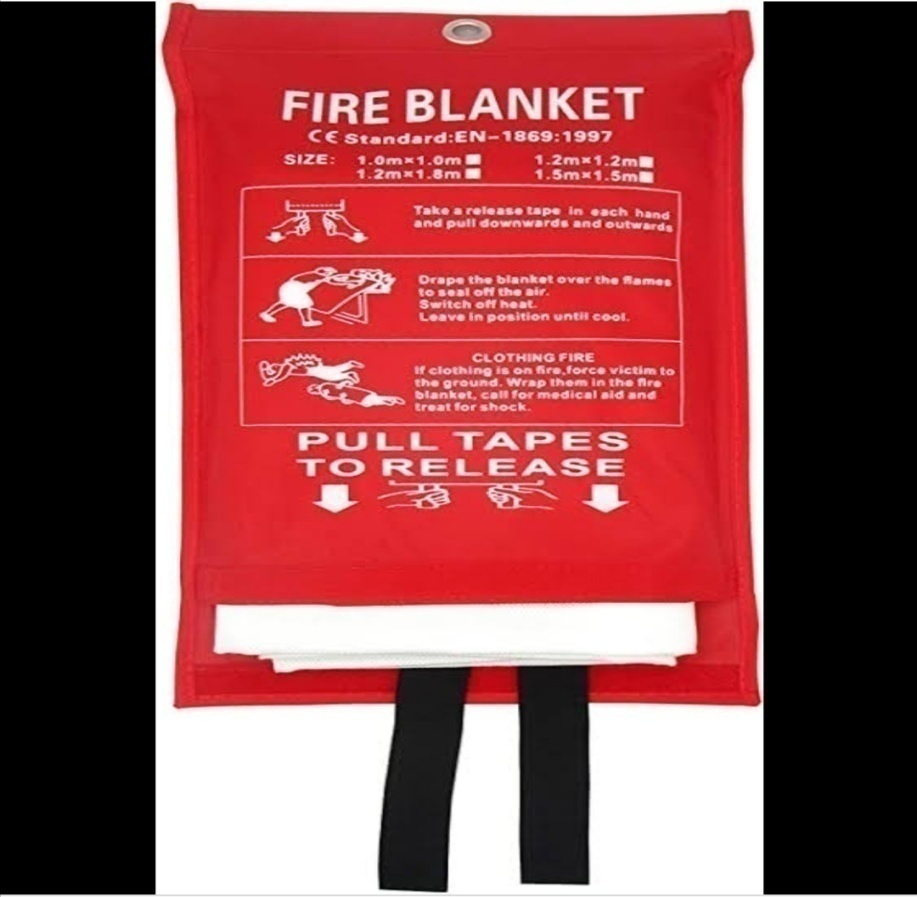 FIRE BLANKET
CE Standard:EN-1869:1997
SIZE: 1.0m×1.0m 1.2m×1.2m
1.2m×1.8m 1.5m×1.5m
Take a release tape in each hand
and pull downwards and outwards
Drape the blanket over the flames
to seal off the air.
Switch off heat.
Leave in position until cool.
CLOTHING FIRE
If clothing is on fire,force victim to
the ground. Wrap them in the fire
blanket, call for medical aid and
treat for shock.
PULL TAPES
TO RELEASE